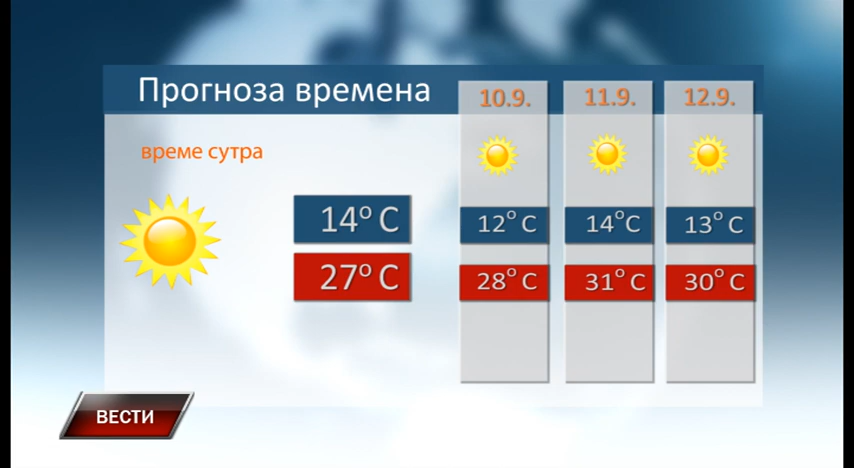 Прогноза времена
време сутра
14° C
27° C
10.9.
12° C
28° C
11.9.
14°C
31° C
12.9.
13° C
30° C
ВЕСТИ